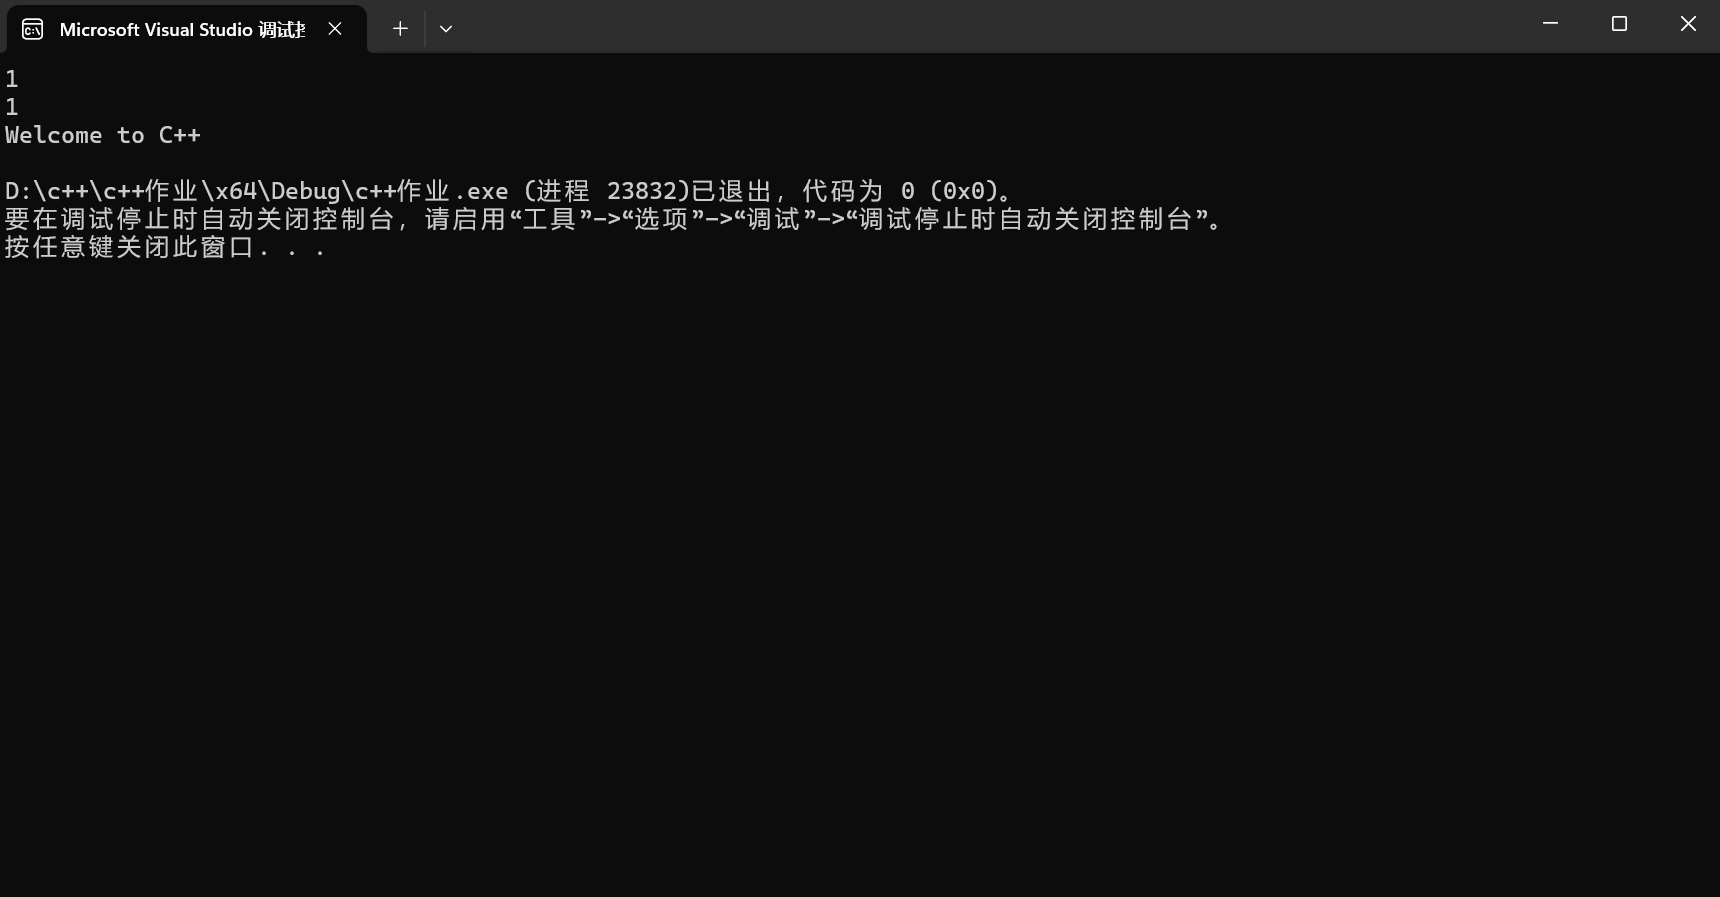 Microsoft Visual Studio 调试
1
1
Welcome to C++
D:\c++\c++作业\x64\Debug\c++作业.exe (进程 23832)已退出，代码为 0 (0x0)。
要在调试停止时自动关闭控制台，请启用“工具”->“选项”->“调试”->“调试停止时自动关闭控制台”。
按任意键关闭此窗口. . .